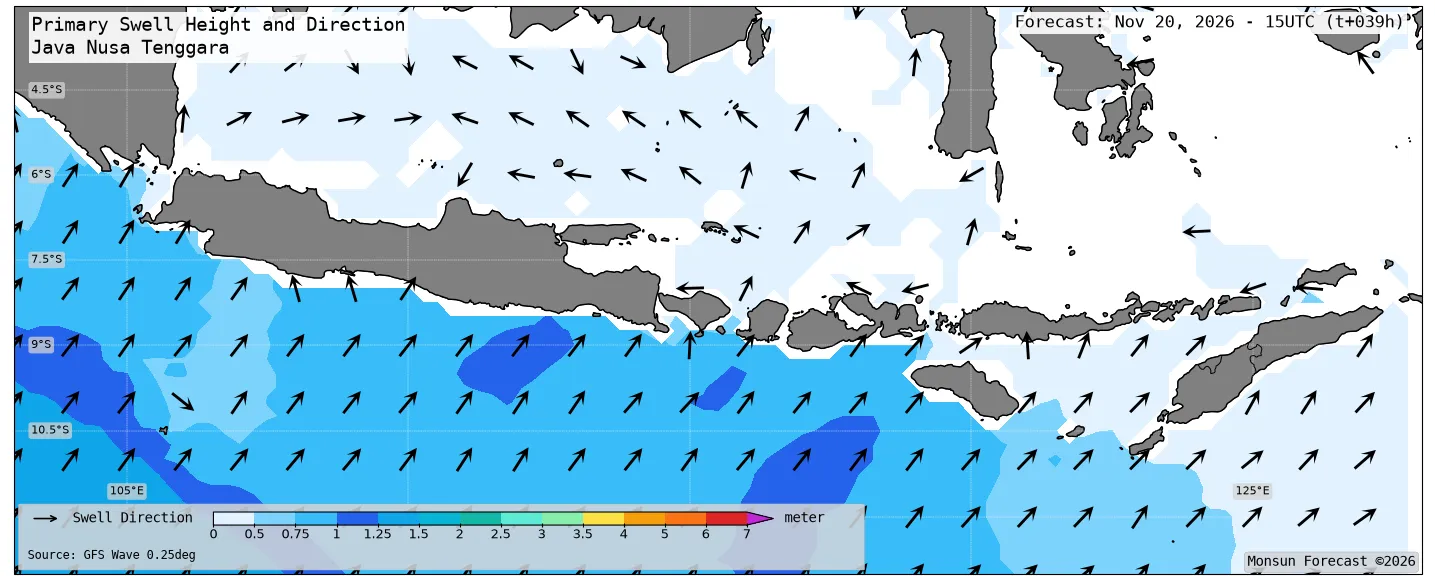 Primary Swell Height and Direction
Java Nusa Tenggara
Forecast: Nov 20, 2026 - 15UTC (t+039h)
4.5°S
6°S
7.5°S
9°S
10.5°S
105°E
125°E
Swell Direction
0 0.5 0.75 1 1.25 1.5 2 2.5 3 3.5 4 5 6 7
meter
Source: GFS Wave 0.25deg
Monsun Forecast ©2026